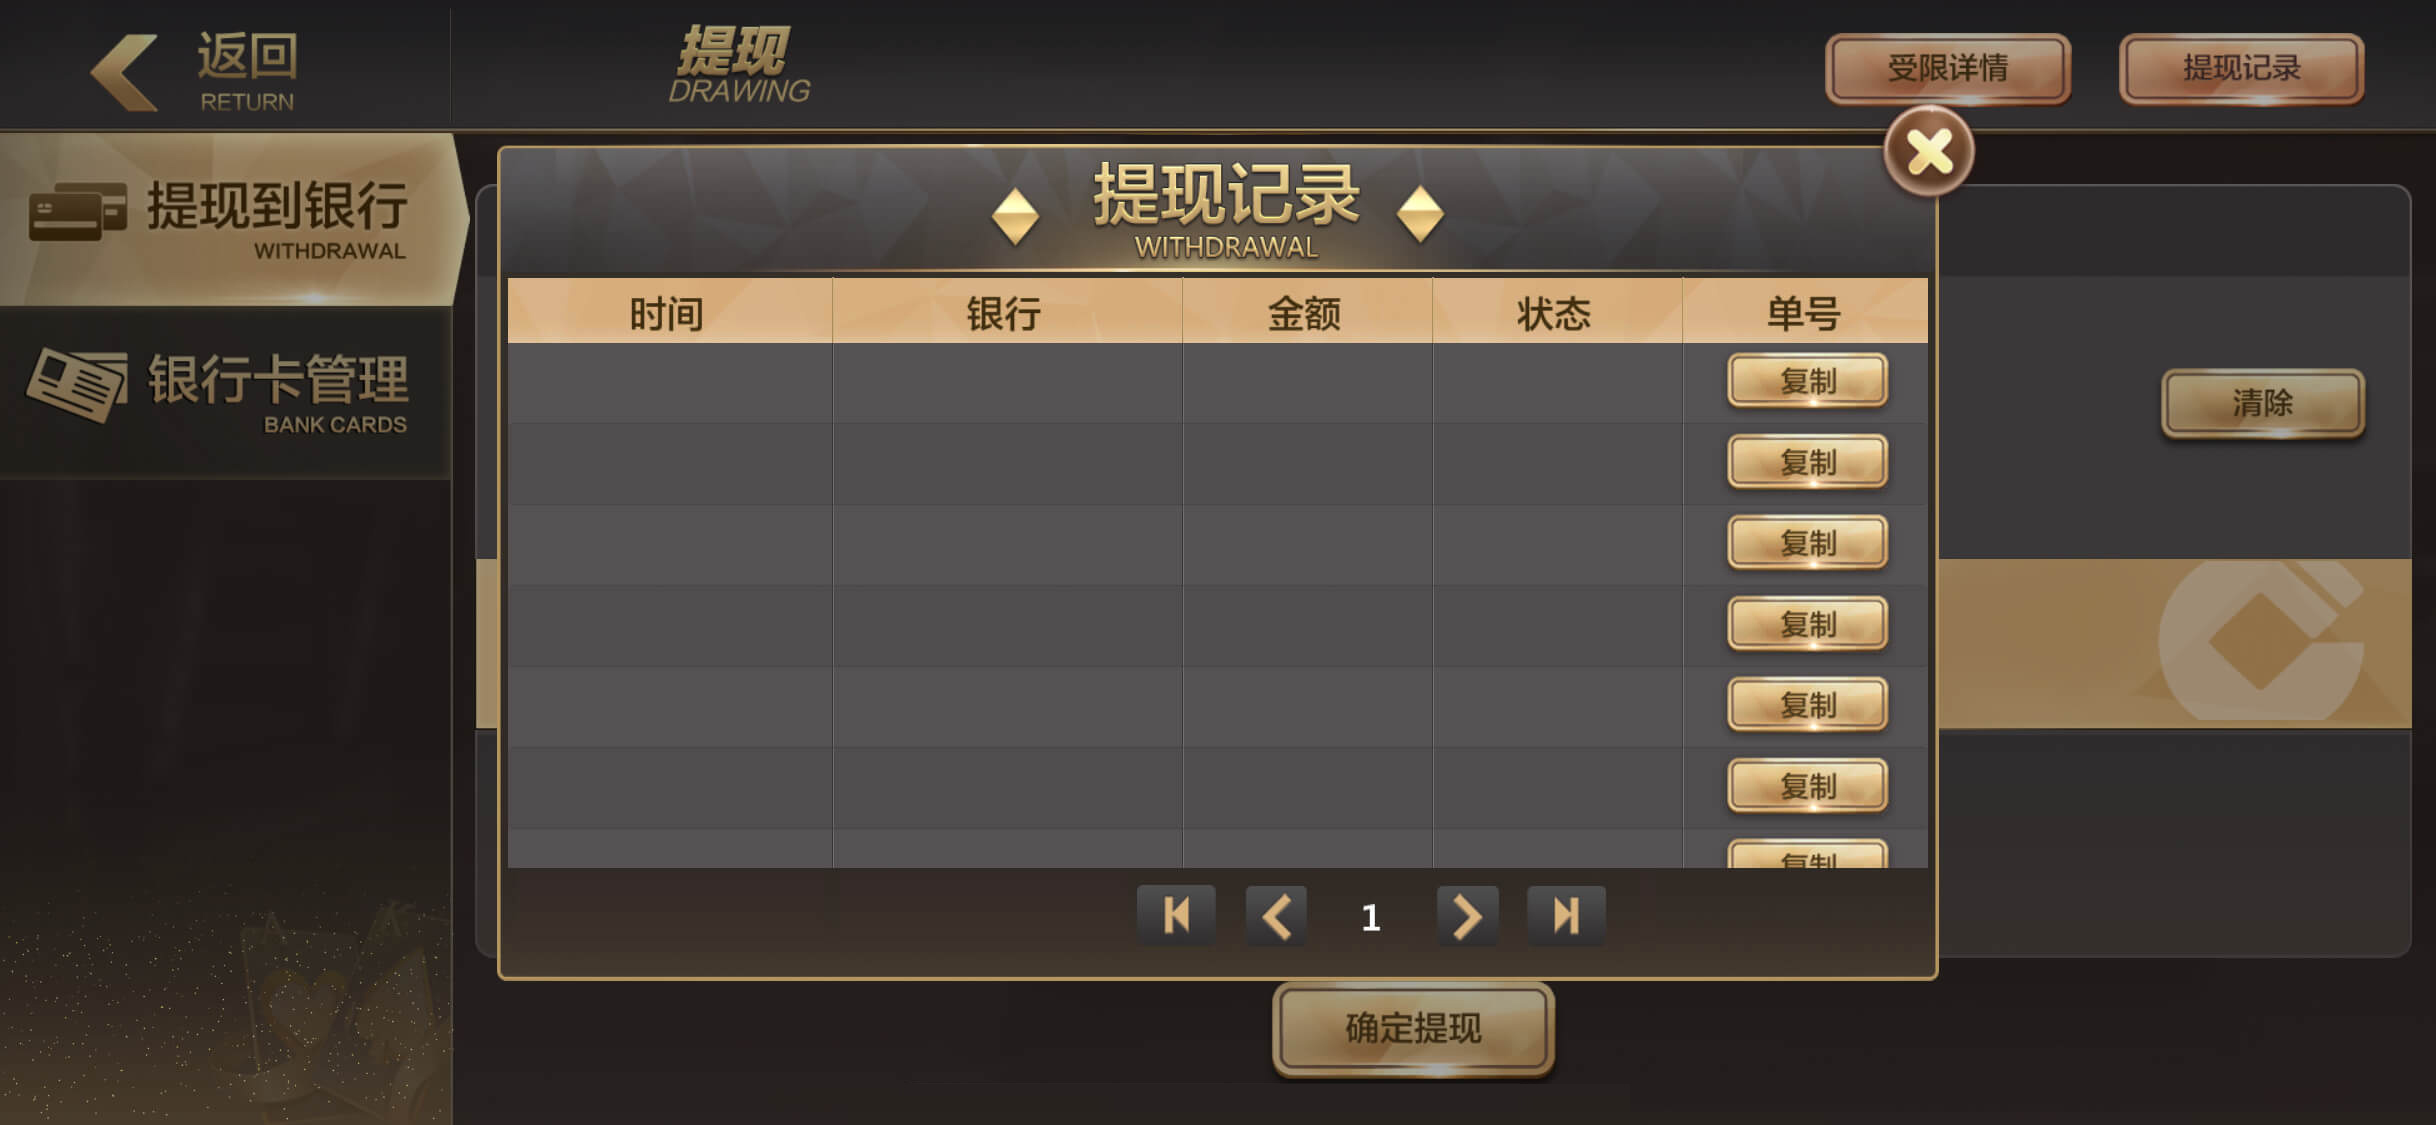 返回
RETURN
提现
DRAWING
受限详情
提现记录
提现到银行
WITHDRAWAL
银行卡管理
BANK CARDS
提现记录
WITHDRAWAL
时间 银行 金额 状态 单号
复制
复制
复制
复制
复制
复制
复制
清除
1
确定提现